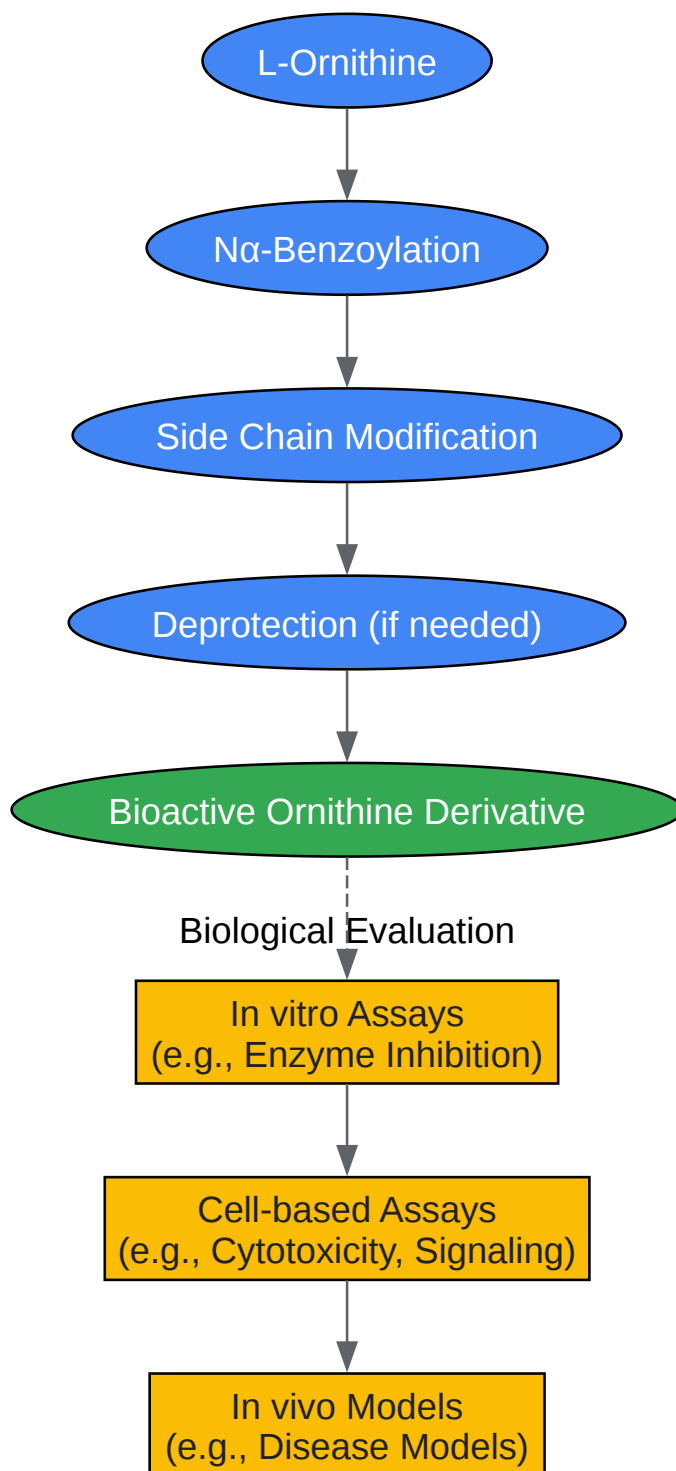 L-Ornithine
Nα-Benzoylation
Side Chain Modification
Deprotection (if needed)
Bioactive Ornithine Derivative
Biological Evaluation
In vitro Assays
(e.g., Enzyme Inhibition)
Cell-based Assays
(e.g., Cytotoxicity, Signaling)
In vivo Models
(e.g., Disease Models)